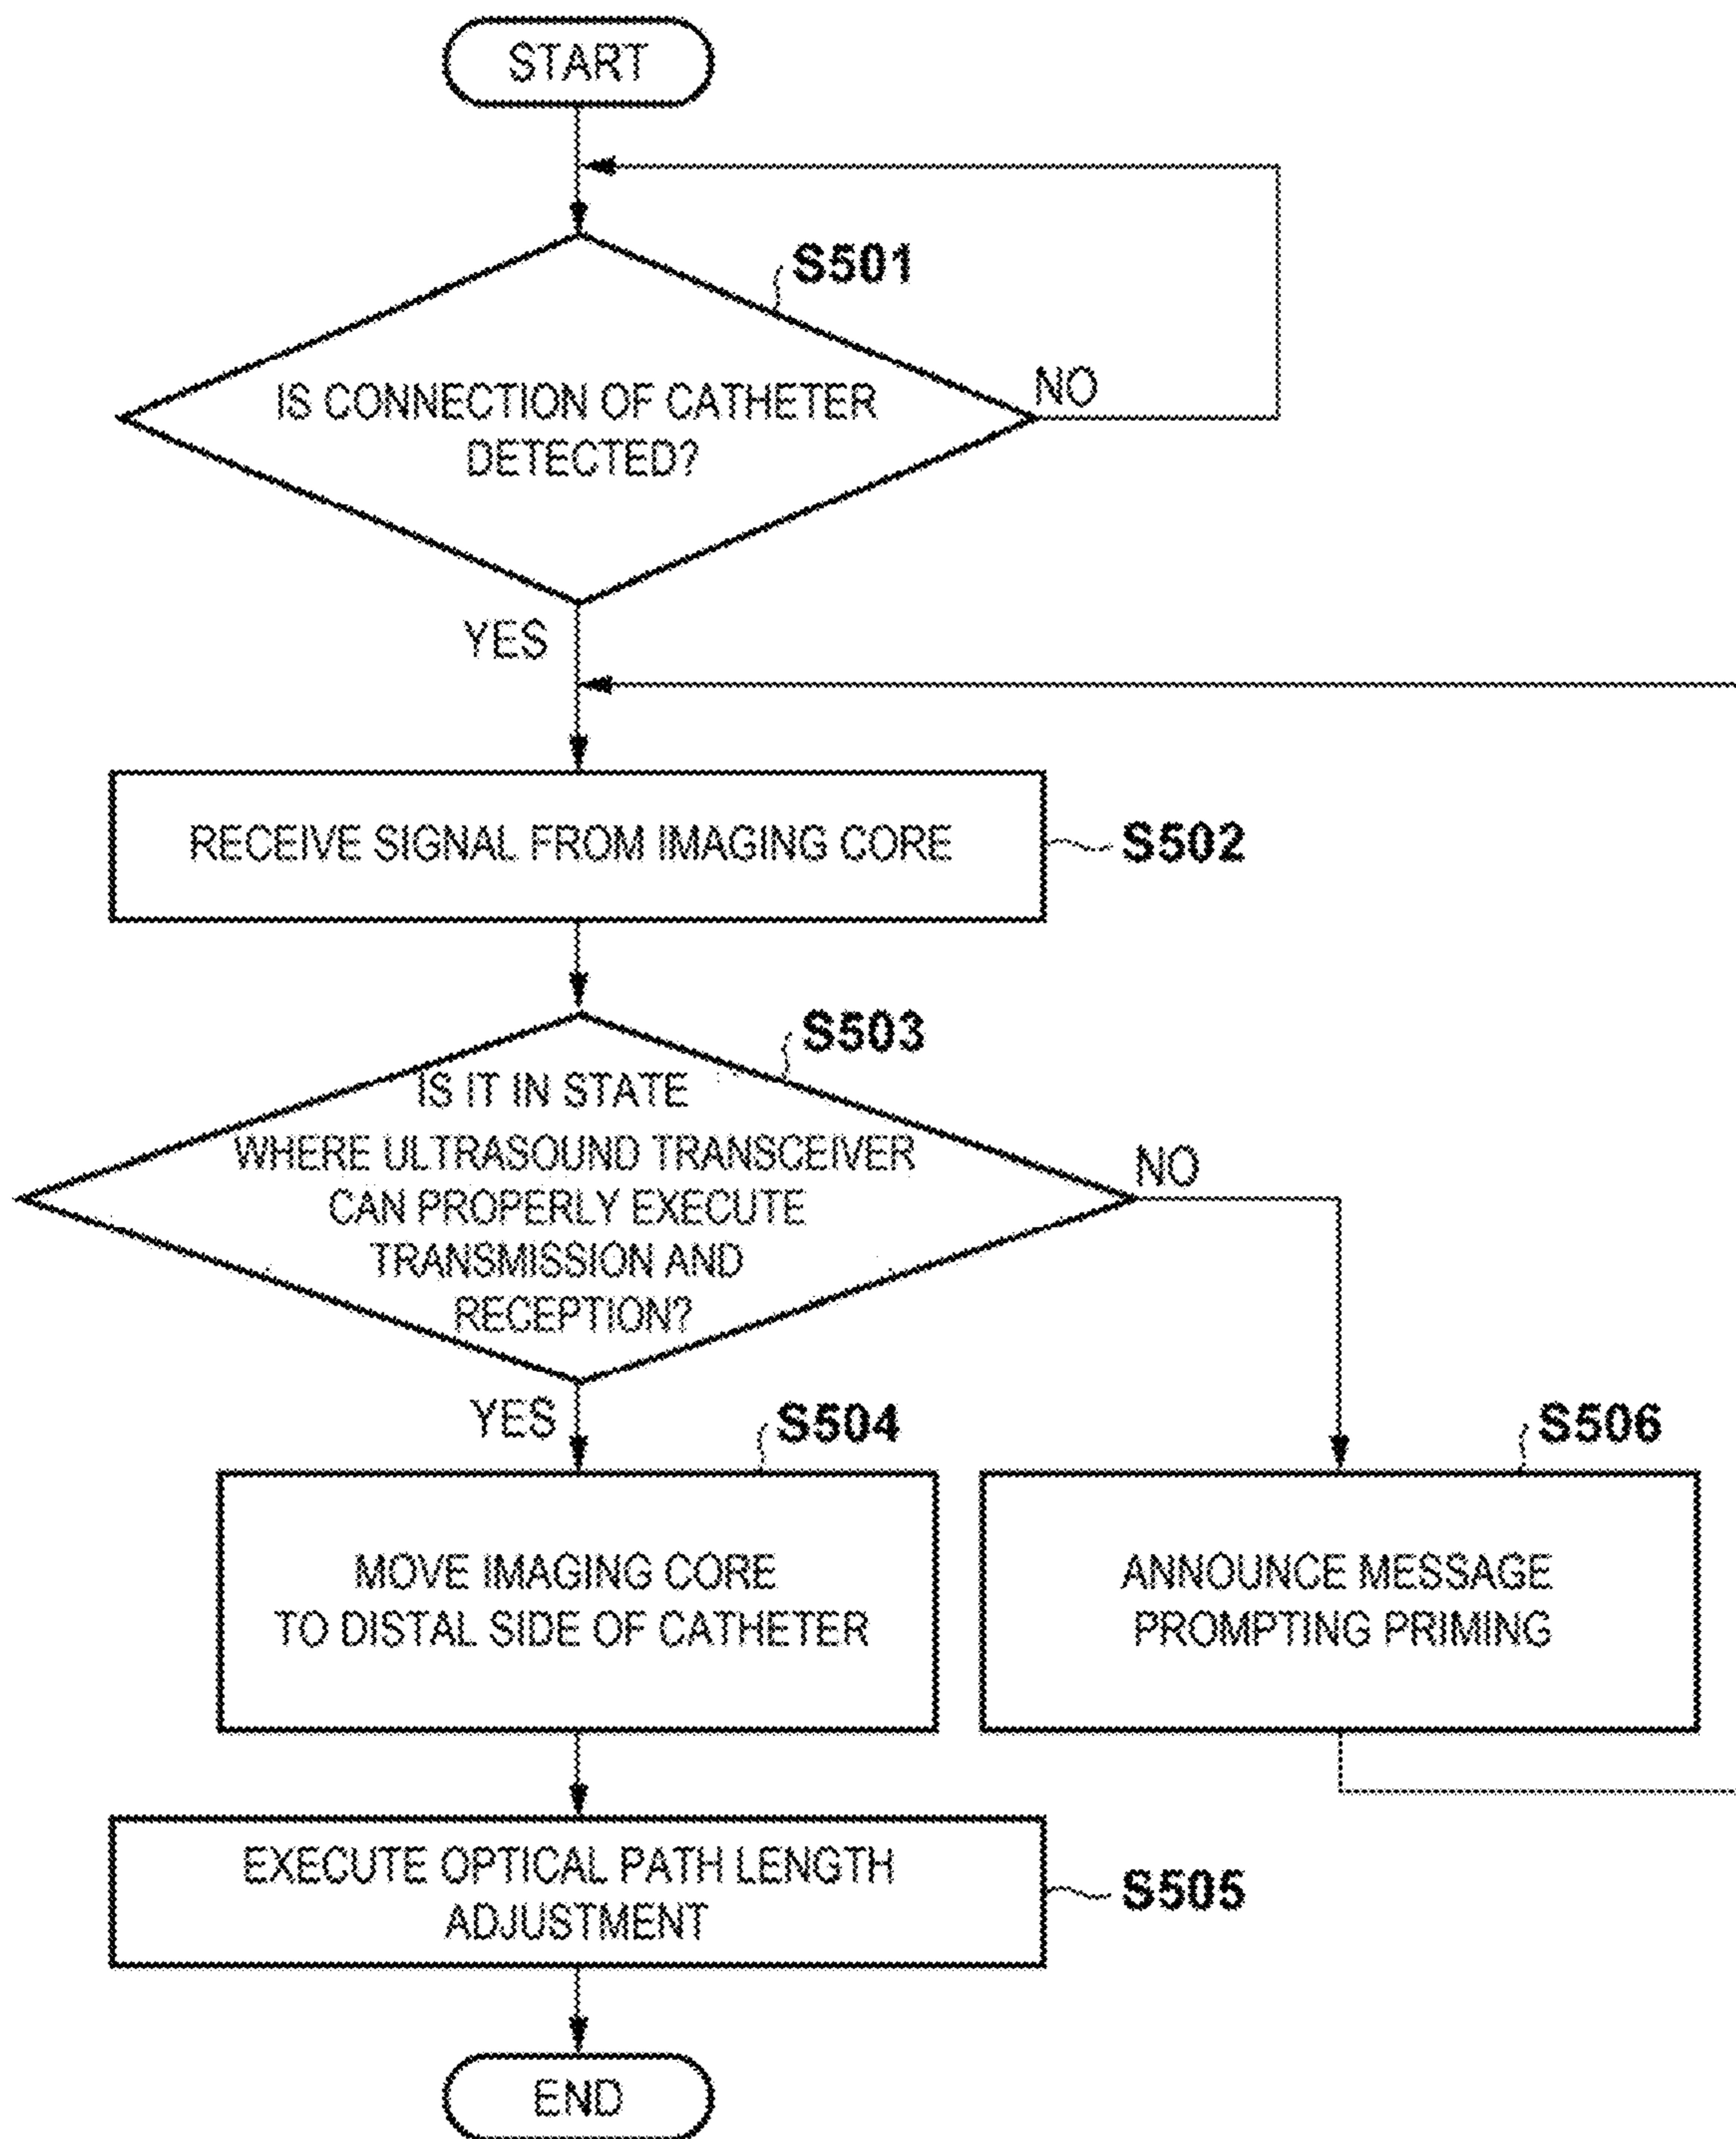 START
S501
IS CONNECTION OF CATHETER
DETECTED?
NO
YES
RECEIVE SIGNAL FROM IMAGING CORE
S502
S503
IS IT IN STATE
WHERE ULTRASOUND TRANSCEIVER
CAN PROPERLY EXECUTE
TRANSMISSION AND
RECEPTION?
NO
YES
S504
MOVE IMAGING CORE
TO DISTAL SIDE OF CATHETER
S506
ANNOUNCE MESSAGE
PROMPTING PRIMING
EXECUTE OPTICAL PATH LENGTH
ADJUSTMENT
S505
END